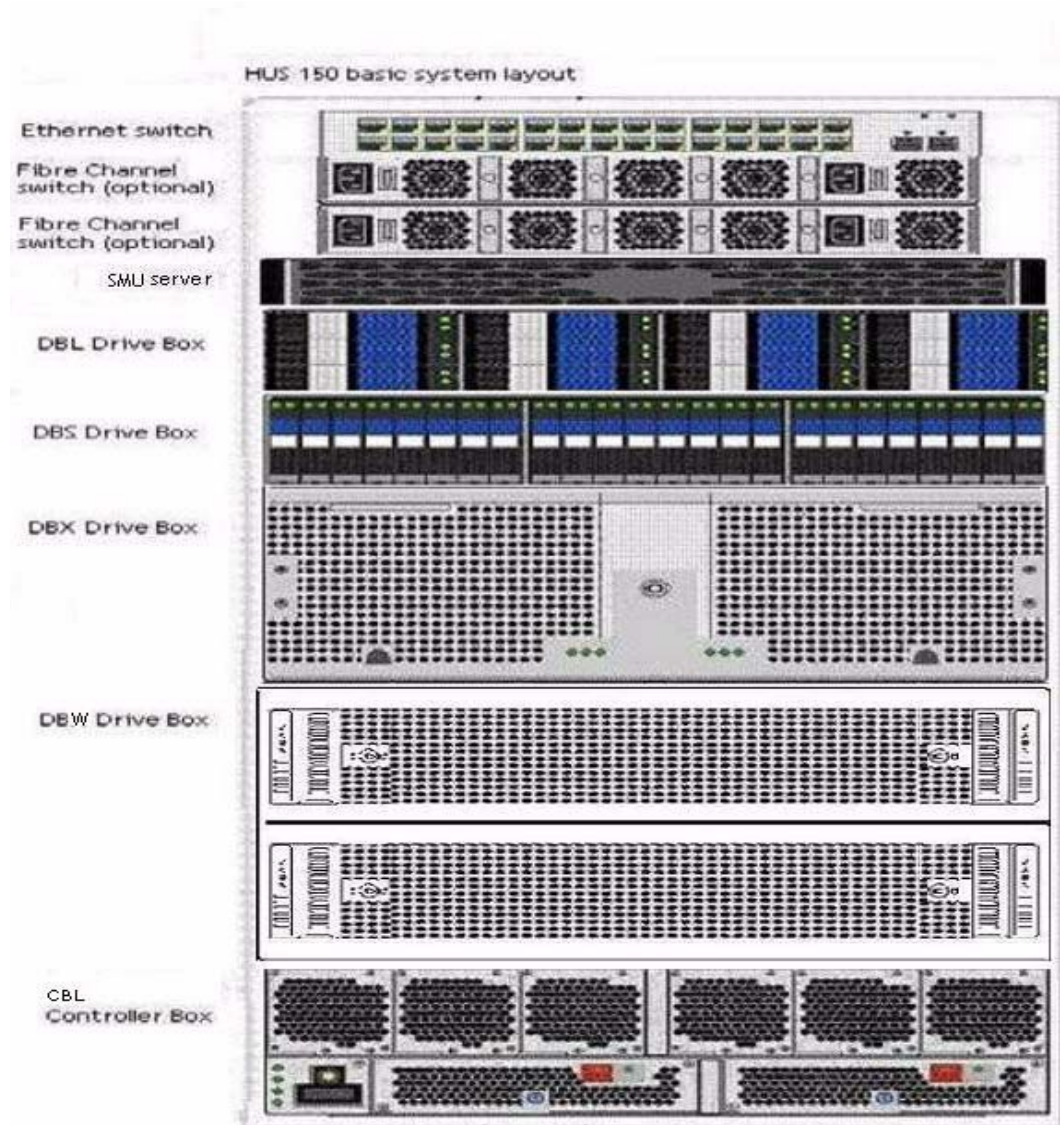 HUS 150 basic system layout
Ethernet switch
Fibre Channel
switch (optional)
Fibre Channel
switch (optional)
SMU server
DBL Drive Box
DBS Drive Box
DBX Drive Box
DBW Drive Box
CBL
Controller Box